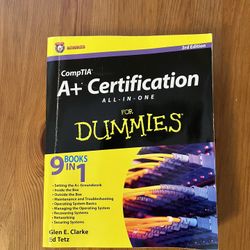 3rd Edition
CompTIA®
A+ Certification
ALL-IN-ONE
FOR
DUMMIES
9 BOOKS
IN 1
• Setting the A+ Groundwork
• Inside the Box
• Outside the Box
• Maintenance and Troubleshooting
• Operating System Basics
• Managing the Operating System
• Recovering Systems
• Networking
• Securing Systems
Glen E. Clarke
Ed Tetz